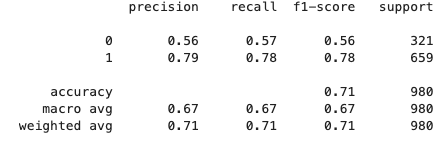 precision recall f1-score support
0 0.56 0.57 0.56 321
1 0.79 0.78 0.78 659
accuracy 0.71 980
macro avg 0.67 0.67 0.67 980
weighted avg 0.71 0.71 0.71 980